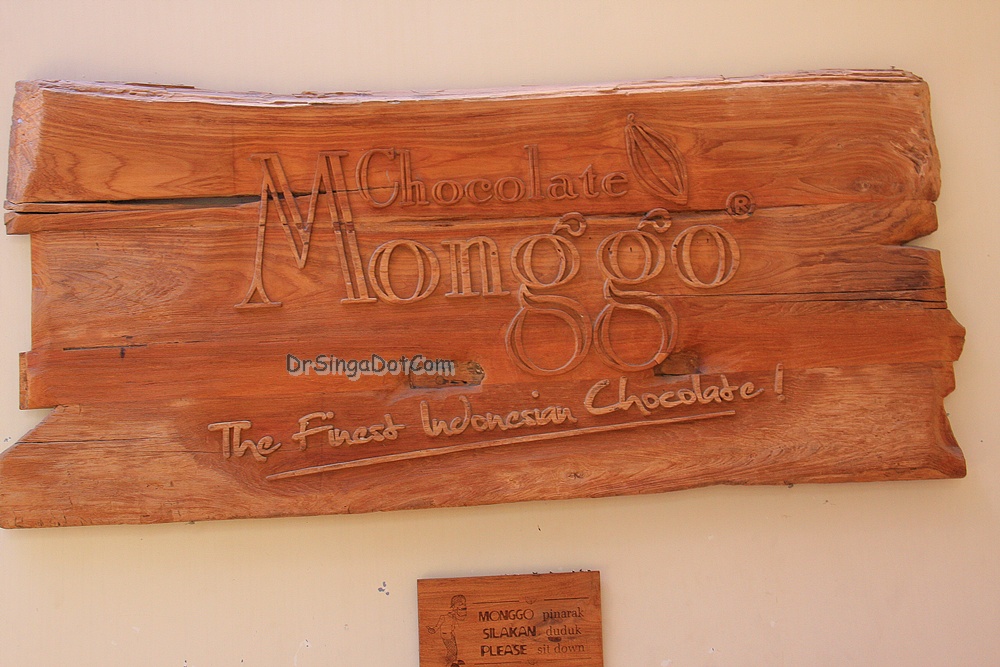 Chocolate
Monggo ®
DrSingaDotCom
The Finest Indonesian Chocolate !
MONGGO pinarak
SILAKAN duduk
PLEASE sit down